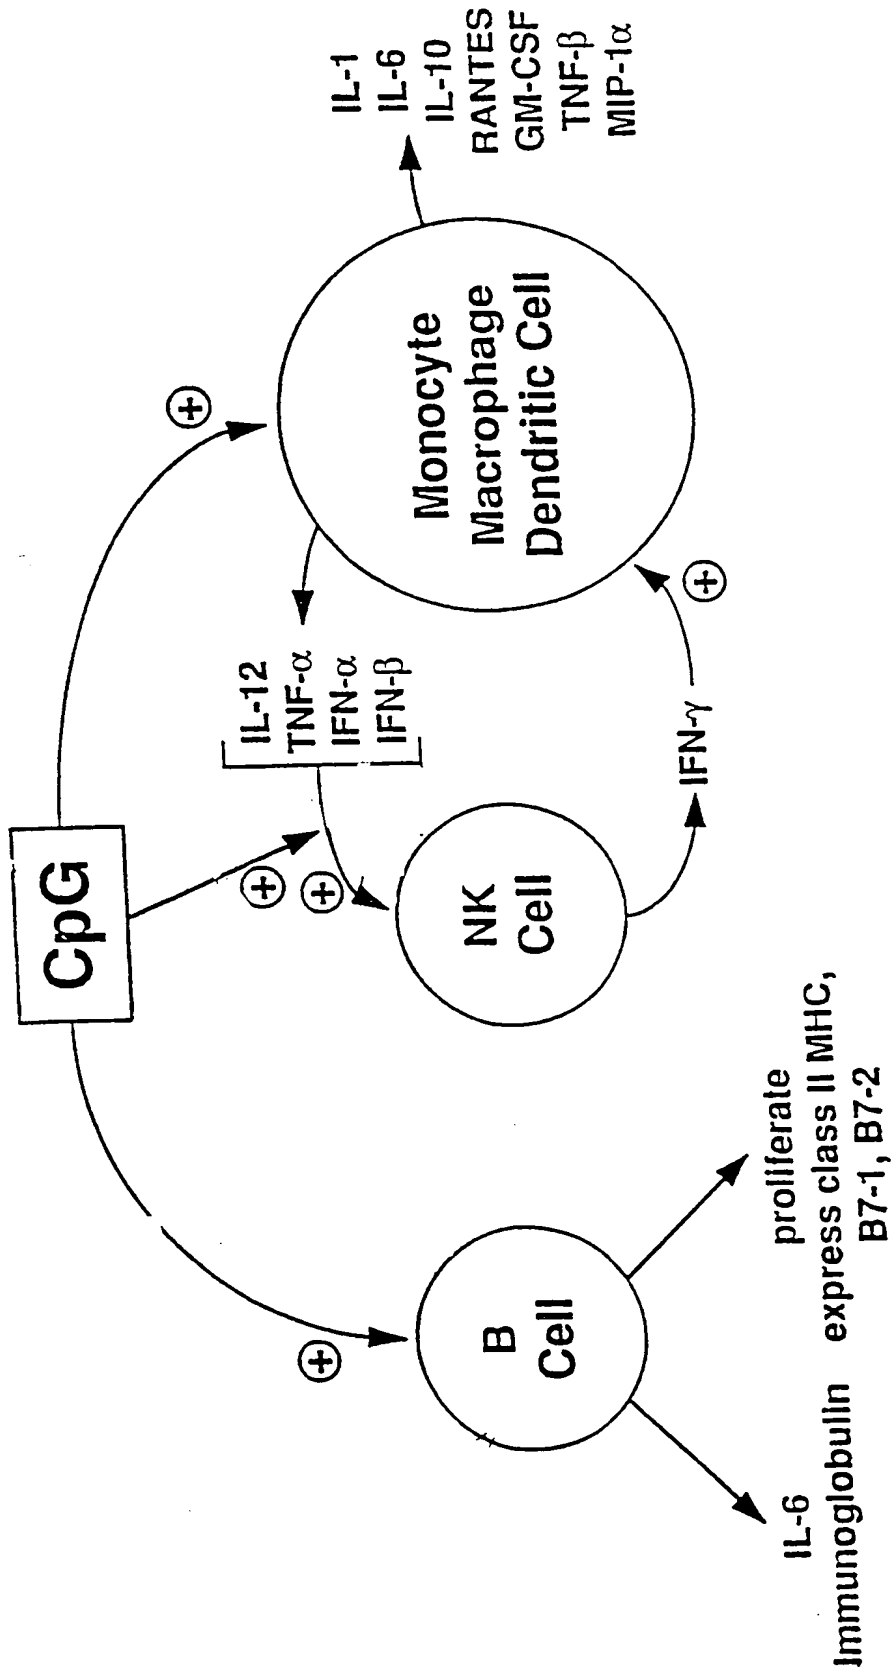 CpG
⊕
⊕
⊕
⊕
IL-12
TNF-α
IFN-α
IFN-β
IL-1
IL-6
IL-10
RANTES
GM-CSF
TNF-β
MIP-1α
B
Cell
NK
Cell
Monocyte
Macrophage
Dendritic Cell
IFN-γ
⊕
IL-6
Immunoglobulin
proliferate
express class II MHC,
B7-1, B7-2